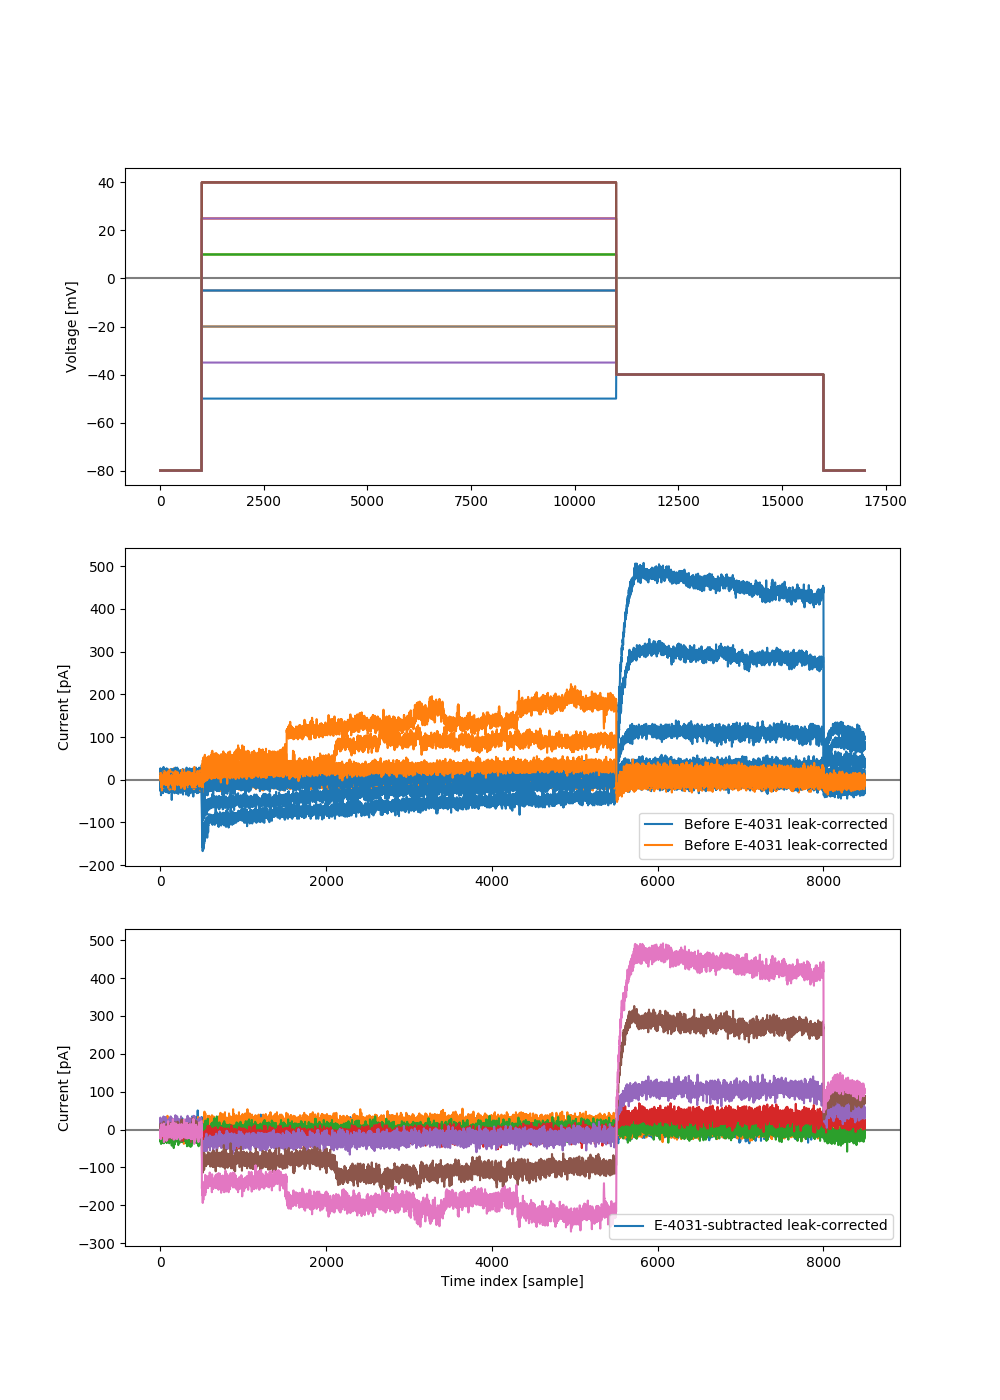 40
20
0
−20
−40
−60
−80
Voltage [mV]
0 2500 5000 7500 10000 12500 15000 17500
500
400
300
200
100
0
−100
−200
Current [pA]
Before E-4031 leak-corrected
Before E-4031 leak-corrected
0 2000 4000 6000 8000
500
400
300
200
100
0
−100
−200
−300
Current [pA]
E-4031-subtracted leak-corrected
0 2000 4000 6000 8000
Time index [sample]